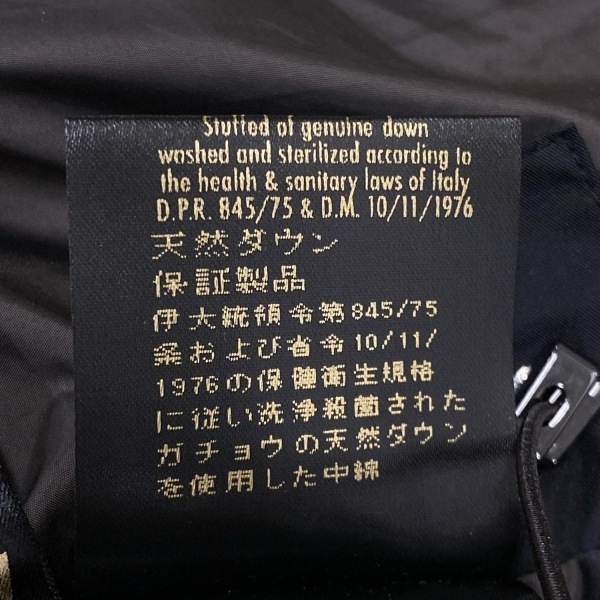 Stuffed of genuine down
washed and sterilized according to
the health & sanitary laws of Italy
D.P.R. 845/75 & D.M. 10/11/1976
天然ダウン
保証製品
伊大統領令第845/75
条および省令10/11/
1976の保健衛生規格
に従い洗浄殺菌された
ガチョウの天然ダウン
を使用した中綿